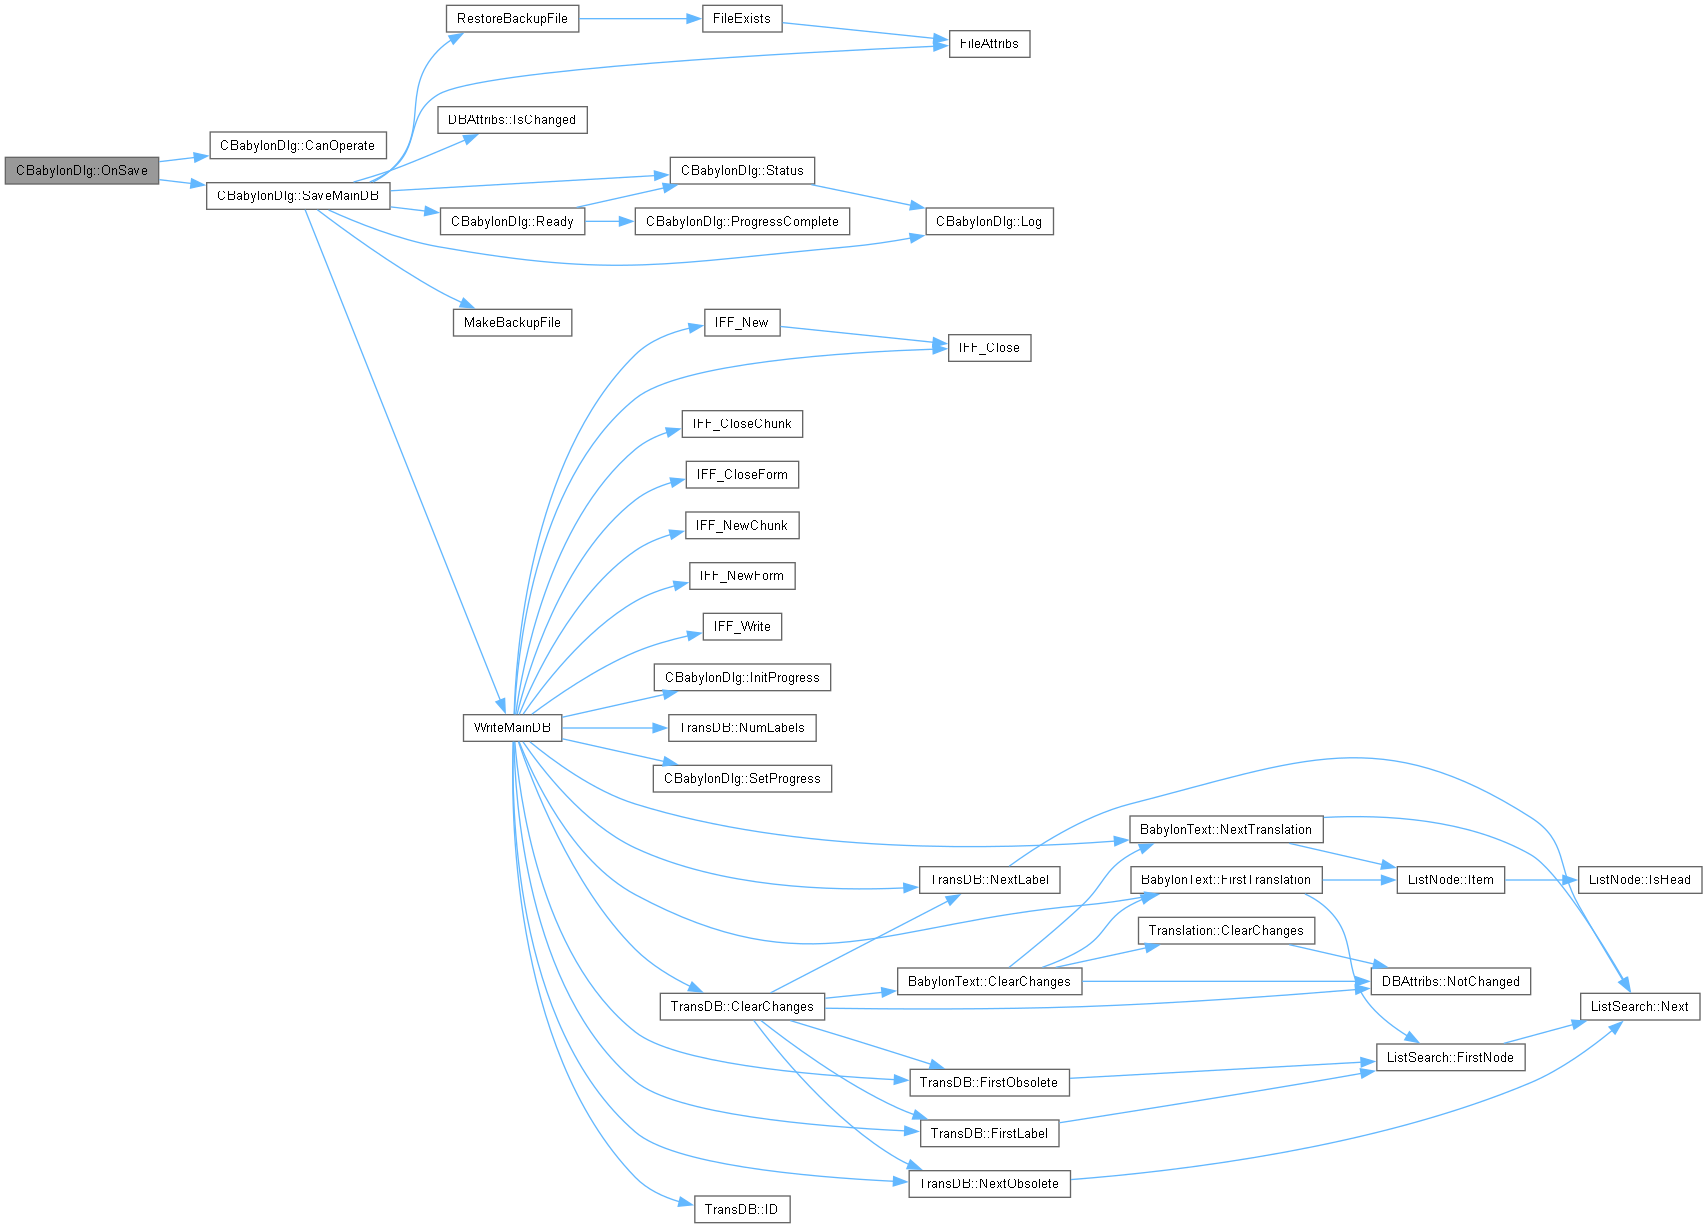 RestoreBackupFile
FileExists
FileAttribs
DBAttribs::IsChanged
CBabylonDlg::CanOperate
CBabylonDlg::OnSave
CBabylonDlg::Status
CBabylonDlg::SaveMainDB
CBabylonDlg::Ready
CBabylonDlg::ProgressComplete
CBabylonDlg::Log
MakeBackupFile
IFF_New
IFF_Close
IFF_CloseChunk
IFF_CloseForm
IFF_NewChunk
IFF_NewForm
IFF_Write
CBabylonDlg::InitProgress
WriteMainDB
TransDB::NumLabels
CBabylonDlg::SetProgress
BabylonText::NextTranslation
TransDB::NextLabel
BabylonText::FirstTranslation
ListNode::Item
ListNode::IsHead
Translation::ClearChanges
BabylonText::ClearChanges
DBAttribs::NotChanged
TransDB::ClearChanges
ListSearch::Next
ListSearch::FirstNode
TransDB::FirstObsolete
TransDB::FirstLabel
TransDB::NextObsolete
TransDB::ID